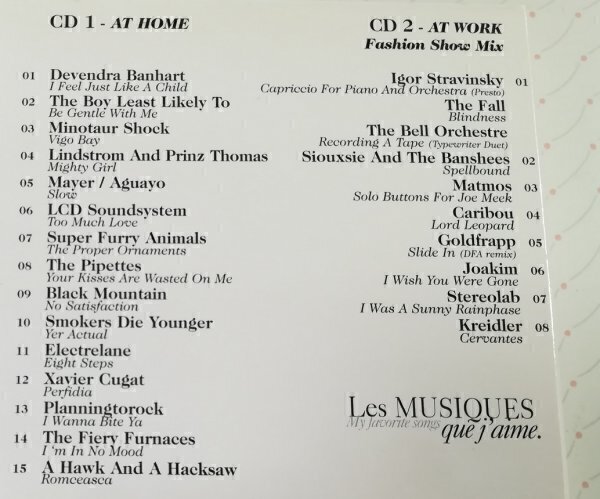 CD 1 - AT HOME
01 Devendra Banhart
I Feel Just Like A Child
02 The Boy Least Likely To
Be Gentle With Me
03 Minotaur Shock
Vigo Bay
04 Lindstrom And Prinz Thomas
Mighty Girl
05 Mayer / Aguayo
Slow
06 LCD Soundsystem
Too Much Love
07 Super Furry Animals
The Proper Ornaments
08 The Pipettes
Your Kisses Are Wasted On Me
09 Black Mountain
No Satisfaction
10 Smokers Die Younger
Yer Actual
11 Electrelane
Eight Steps
12 Xavier Cugat
Perfidia
13 Planningtorock
I Wanna Bite Ya
14 The Fiery Furnaces
I 'm In No Mood
15 A Hawk And A Hacksaw
Romceasca
CD 2 - AT WORK
Fashion Show Mix
Igor Stravinsky 01
Capriccio For Piano And Orchestra (Presto)
The Fall
Blindness
The Bell Orchestre
Recording A Tape (Typewriter Duet)
Siouxsie And The Banshees 02
Spellbound
Matmos 03
Solo Buttons For Joe Meek
Caribou 04
Lord Leopard
Goldfrapp 05
Slide In (DFA remix)
Joakim 06
I Wish You Were Gone
Stereolab 07
I Was A Sunny Rainphase
Kreidler 08
Cervantes
Les MUSIQUES
My favorite songs
que j'aime.